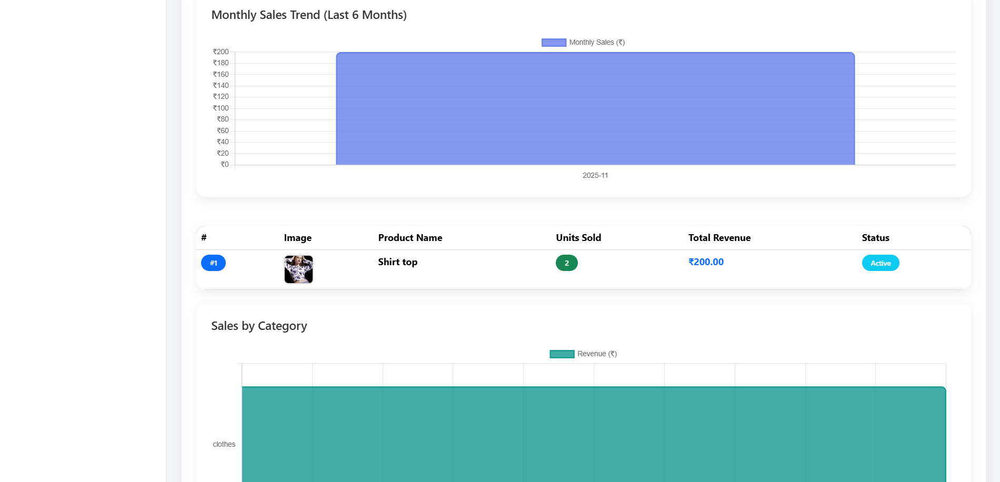 Monthly Sales Trend (Last 6 Months)
Monthly Sales (₹)
₹200
₹180
₹160
₹140
₹120
₹100
₹80
₹60
₹40
₹20
₹0
2025-11
# Image Product Name Units Sold Total Revenue Status
#1 Shirt top 2 ₹200.00 Active
Sales by Category
Revenue (₹)
clothes